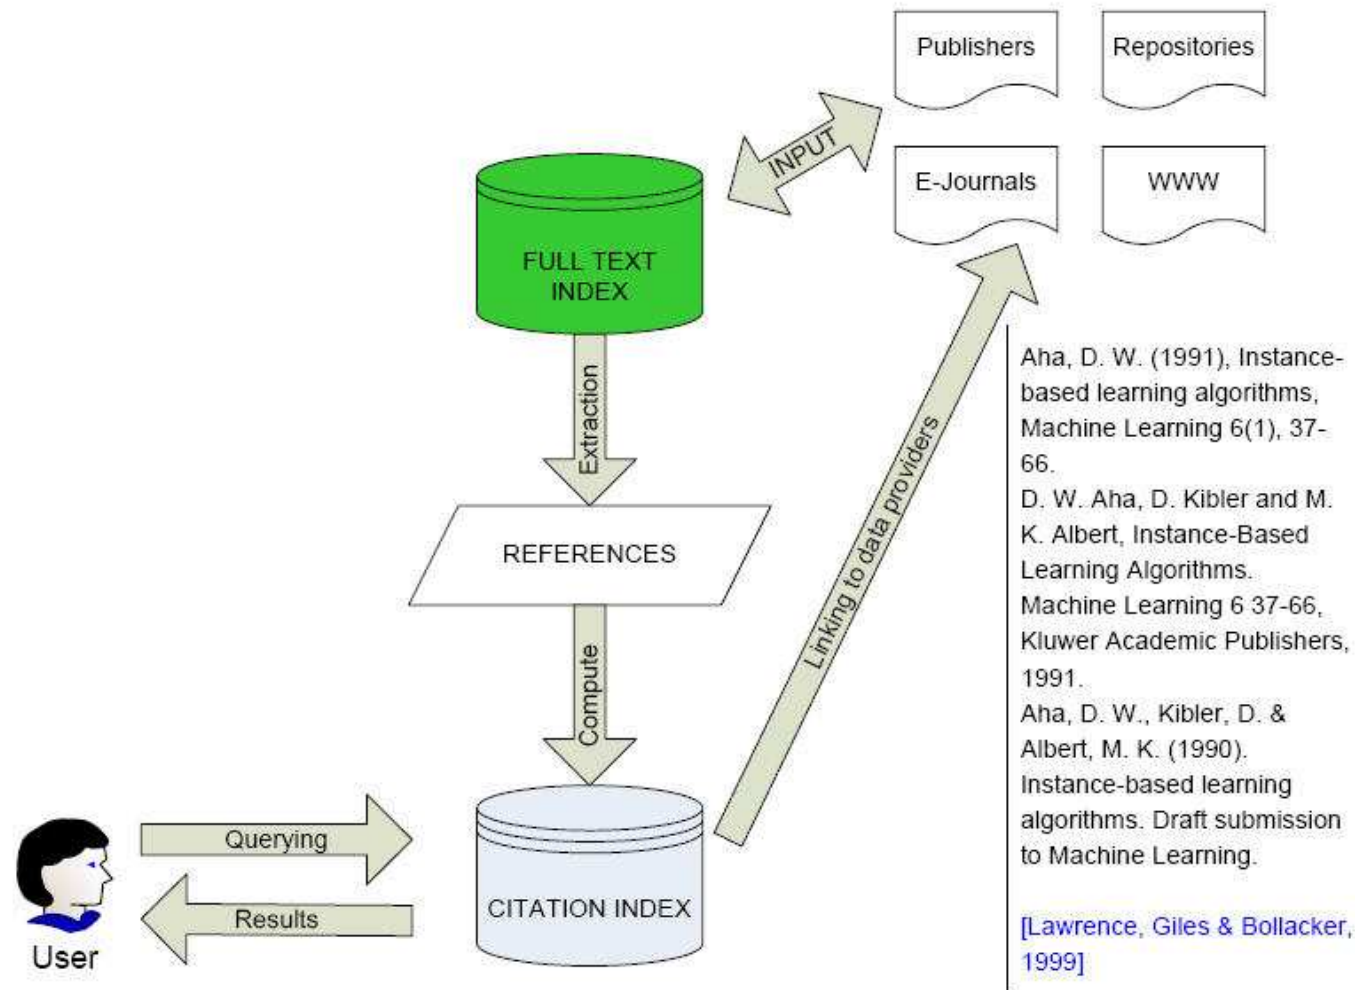 Publishers
Repositories
INPUT
E-Journals
WWW
FULL TEXT
INDEX
Extraction
REFERENCES
Compute
Linking to data providers
Querying
Results
User
CITATION INDEX
Aha, D. W. (1991), Instance-
based learning algorithms,
Machine Learning 6(1), 37-
66.
D. W. Aha, D. Kibler and M.
K. Albert, Instance-Based
Learning Algorithms.
Machine Learning 6 37-66,
Kluwer Academic Publishers,
1991.
Aha, D. W., Kibler, D. &
Albert, M. K. (1990).
Instance-based learning
algorithms. Draft submission
to Machine Learning.
[Lawrence, Giles & Bollacker,
1999]